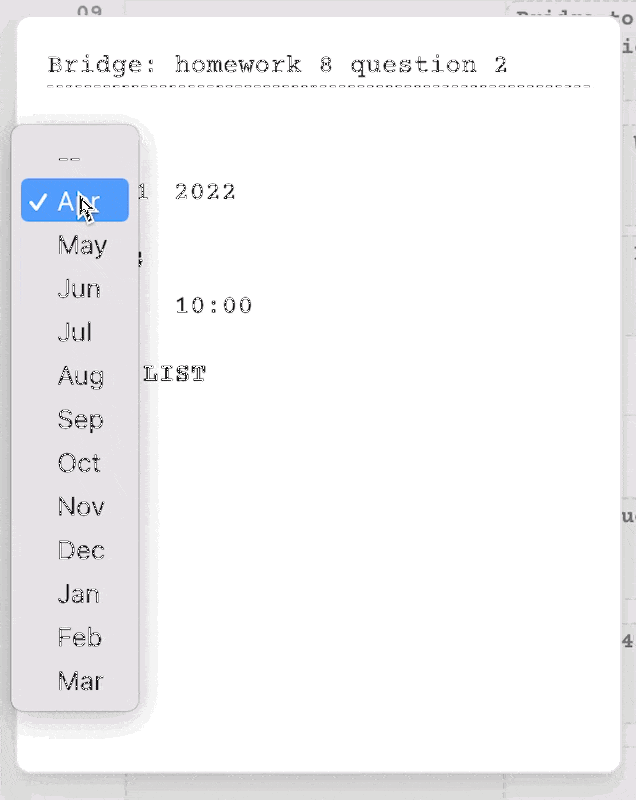 09
Bridge to
Bridge: homework 8 question 2
--
Apr
1 2022
May
Jun
10:00
Jul
Aug
LIST
Sep
Oct
Nov
Dec
Jan
Feb
4
Mar